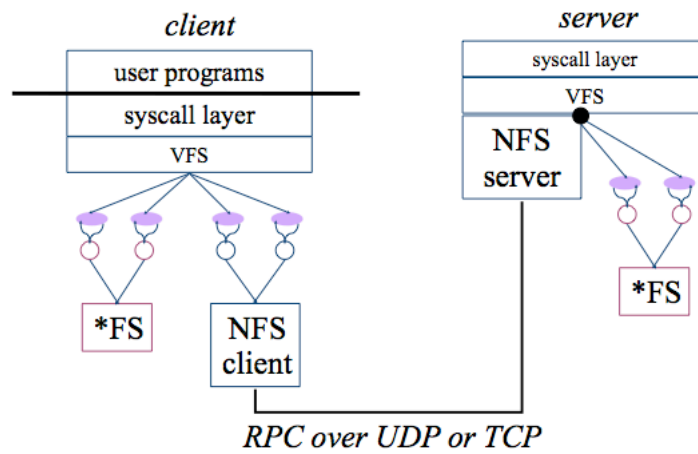 client
user programs
syscall layer
VFS
*FS
NFS
client
server
syscall layer
VFS
NFS
server
*FS
RPC over UDP or TCP